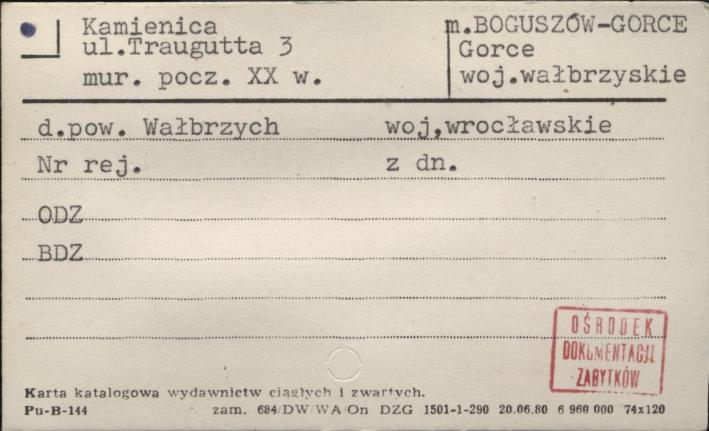 Kamienica
ul.Traugutta 3
mur. pocz. XX w.
m.BOGUSZÓW-GORCE
Gorce
woj.wałbrzyskie
d.pow. Wałbrzych woj,wrocławskie
Nr rej. z dn.
ODZ
BDZ
OŚRODEK
DOKUMENTACJI
ZABYTKÓW
Karta katalogowa wydawnictw ciągłych i zwartych.
Pu-B-144 zam. 684/DW/WA/On DZG 1501-1-290 20.06.80 6 960 000 74x120